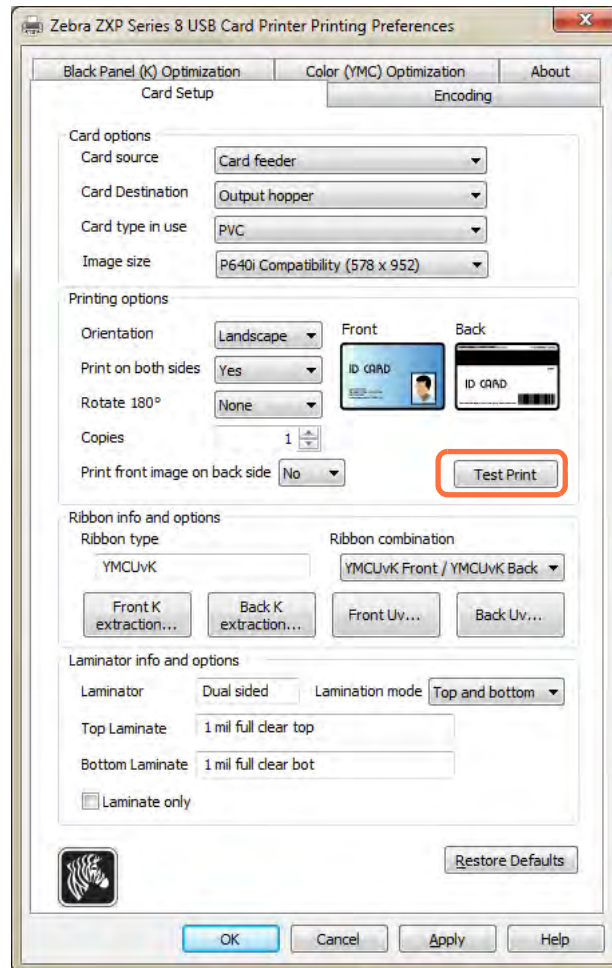 Zebra ZXP Series 8 USB Card Printer Printing Preferences
Black Panel (K) Optimization Color (YMC) Optimization About
Card Setup Encoding
Card options
Card source Card feeder
Card Destination Output hopper
Card type in use PVC
Image size P640i Compatibility (578 x 952)
Printing options
Orientation Landscape Front Back
Print on both sides Yes
ID CARD ID CARD
Rotate 180° None
Copies 1
Print front image on back side No Test Print
Ribbon info and options
Ribbon type Ribbon combination
YMCUvK YMCUvK Front / YMCUvK Back
Front K extraction... Back K extraction... Front Uv... Back Uv...
Laminator info and options
Laminator Dual sided Lamination mode Top and bottom
Top Laminate 1 mil full clear top
Bottom Laminate 1 mil full clear bot
Laminate only
Restore Defaults
OK Cancel Apply Help